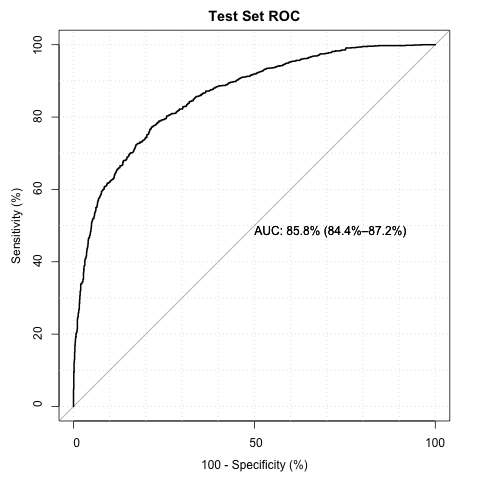 Test Set ROC
100
80
60
40
20
0
Sensitivity (%)
AUC: 85.8% (84.4%–87.2%)
0 50 100
100 - Specificity (%)